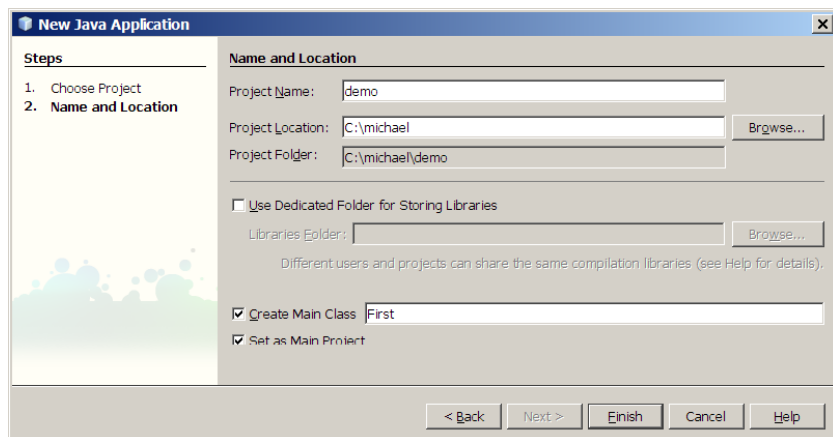 New Java Application
Steps
1. Choose Project
2. Name and Location
Name and Location
Project Name: demo
Project Location: C:\michael Browse...
Project Folder: C:\michael\demo
Use Dedicated Folder for Storing Libraries
Libraries Folder: Browse...
Different users and projects can share the same compilation libraries (see Help for details).
Create Main Class First
Set as Main Project
< Back Next > Finish Cancel Help